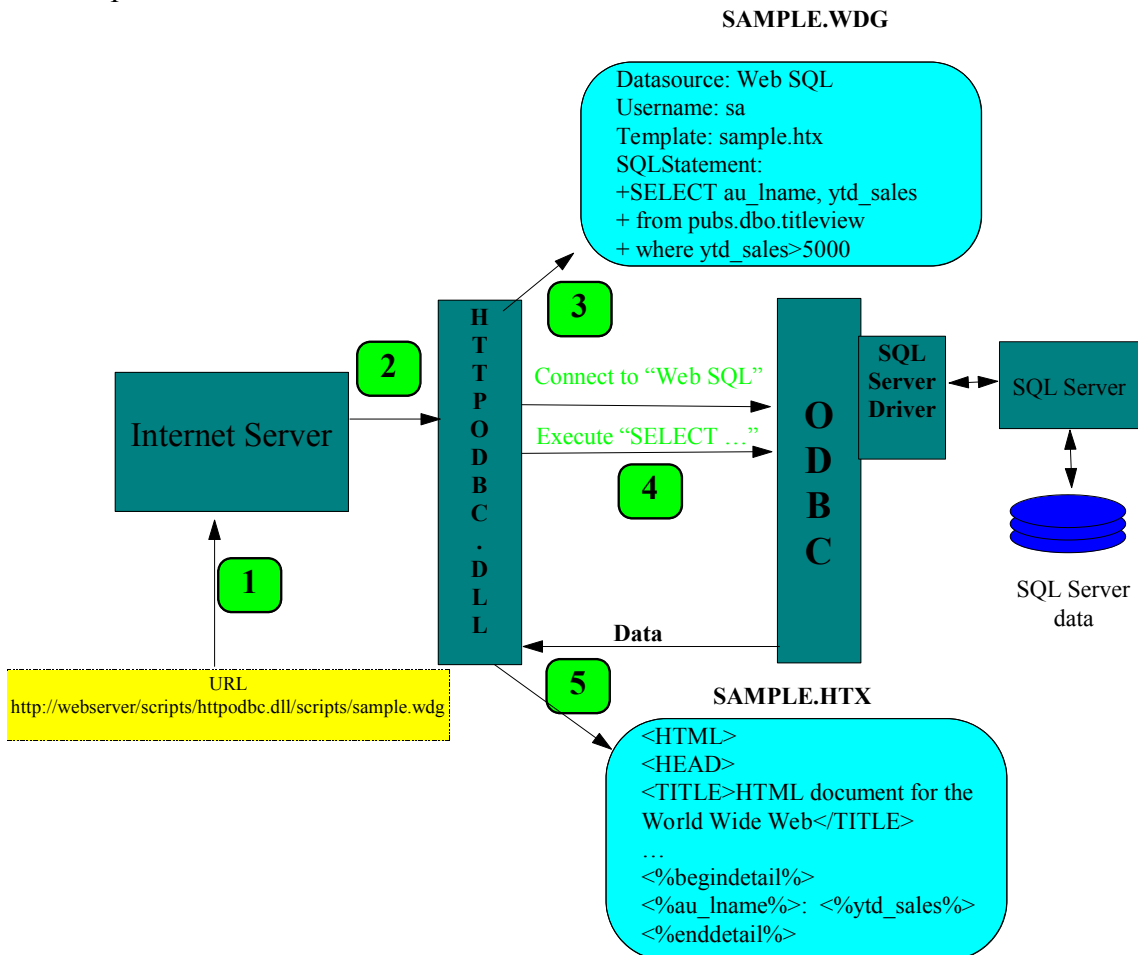 SAMPLE.WDG
Datasource: Web SQL
Username: sa
Template: sample.htx
SQLStatement:
+SELECT au_lname, ytd_sales
+ from pubs.dbo.titleview
+ where ytd_sales>5000
3
2
HTTPODBC.DLL
Connect to “Web SQL”
Execute “SELECT …”
4
Internet Server
ODBC
SQL
Server
Driver
SQL Server
SQL Server
data
1
Data
URL
http://webserver/scripts/httpodbc.dll/scripts/sample.wdg
5
SAMPLE.HTX
<HTML>
<HEAD>
<TITLE>HTML document for the
World Wide Web</TITLE>
…
<%begindetail%>
<%au_lname%>: <%ytd_sales%>
<%enddetail%>